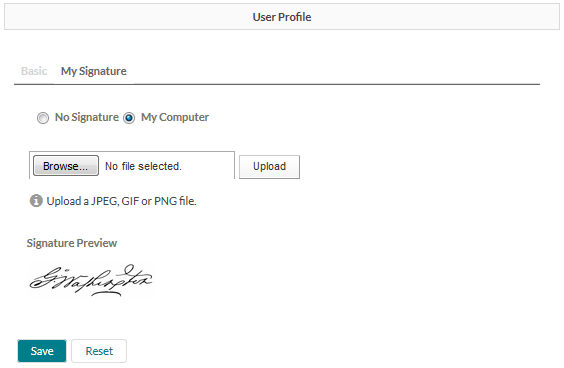 User Profile
Basic My Signature
No Signature My Computer
Browse... No file selected. Upload
Upload a JPEG, GIF or PNG file.
Signature Preview
G. Washington
Save Reset